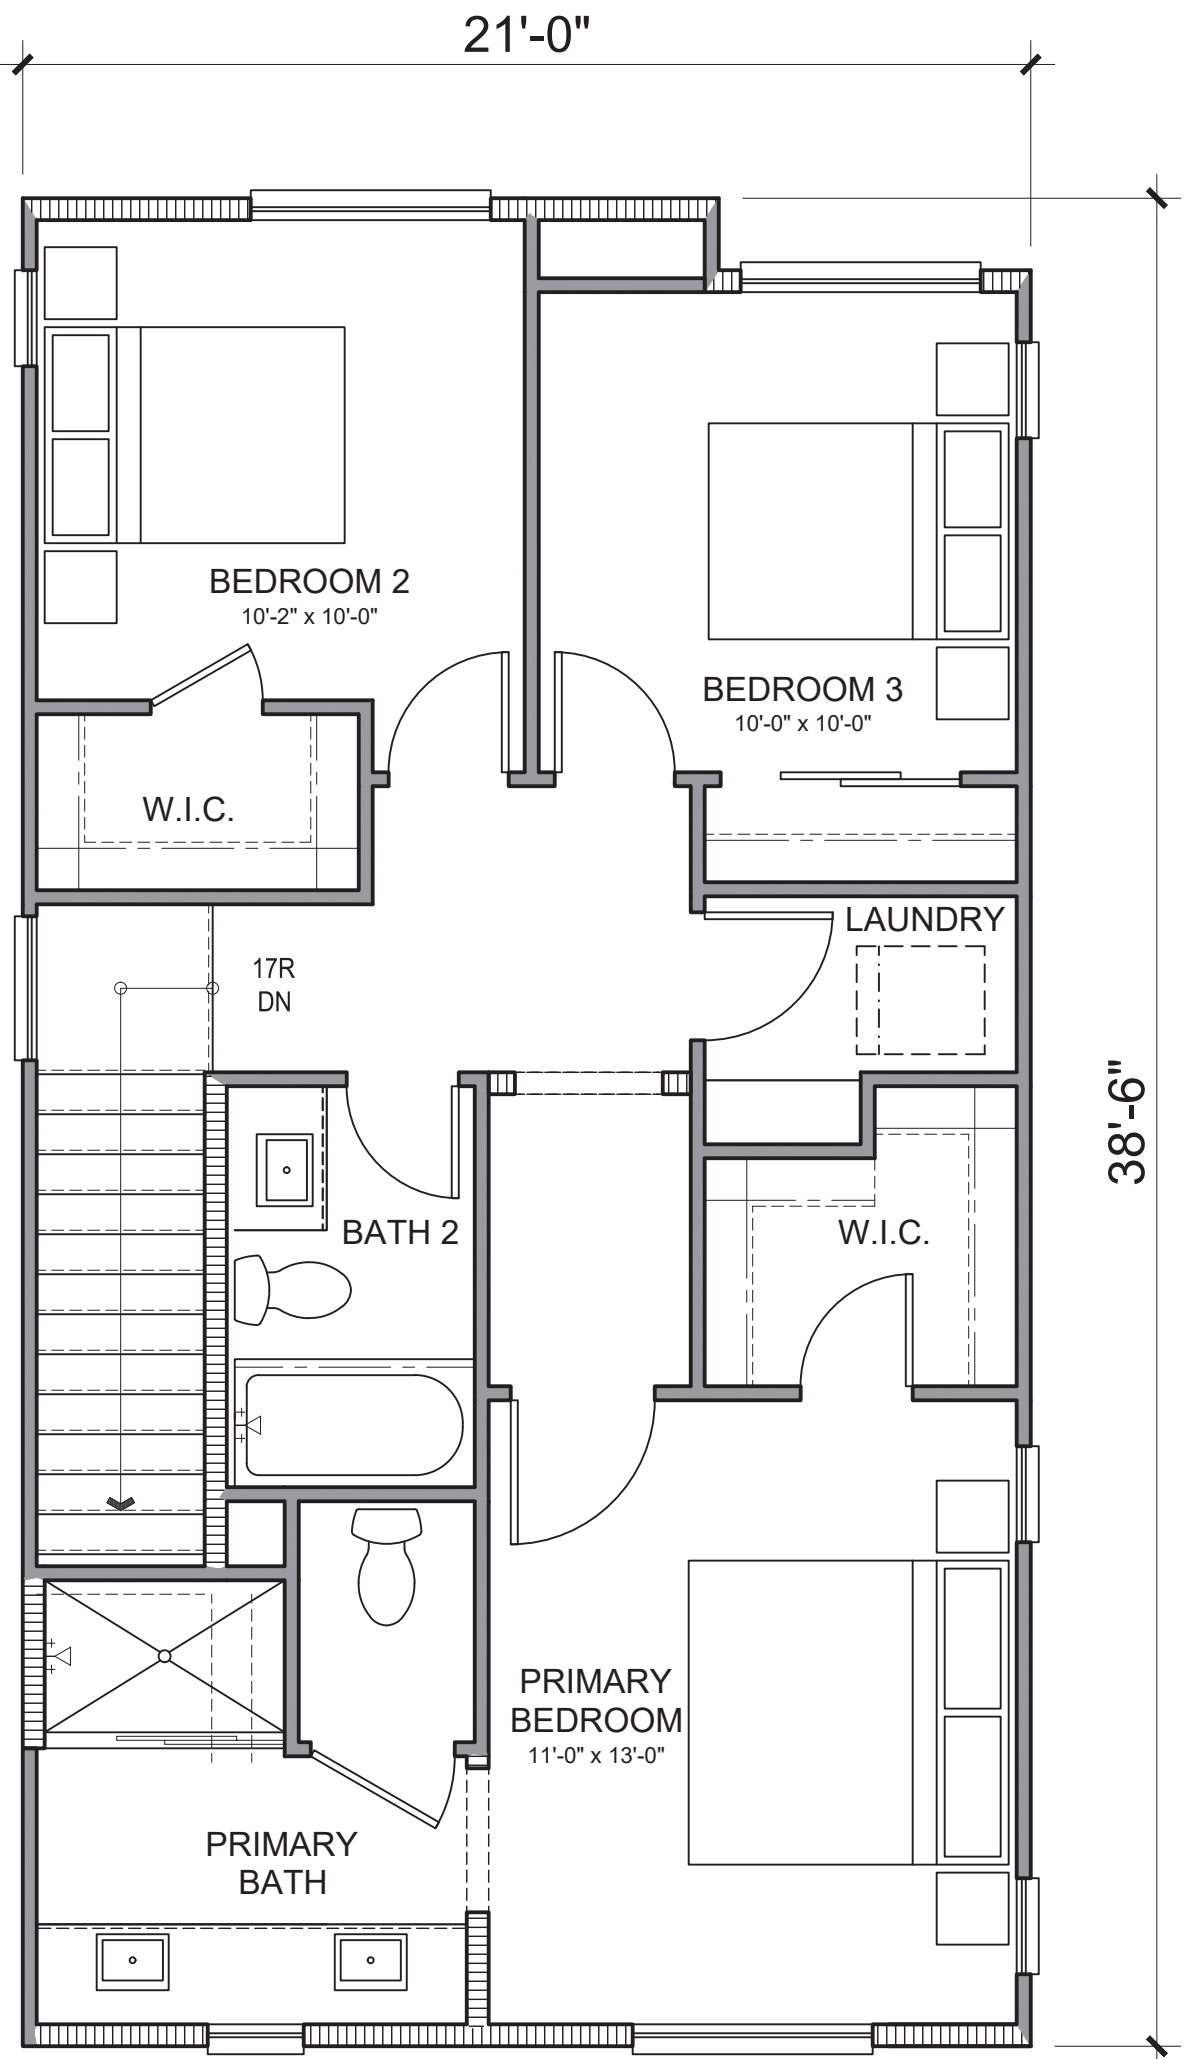 21'-0"
BEDROOM 2
10'-2" x 10'-0"
BEDROOM 3
10'-0" x 10'-0"
W.I.C.
LAUNDRY
17R
DN
38'-6"
BATH 2
W.I.C.
PRIMARY
BEDROOM
11'-0" x 13'-0"
PRIMARY
BATH